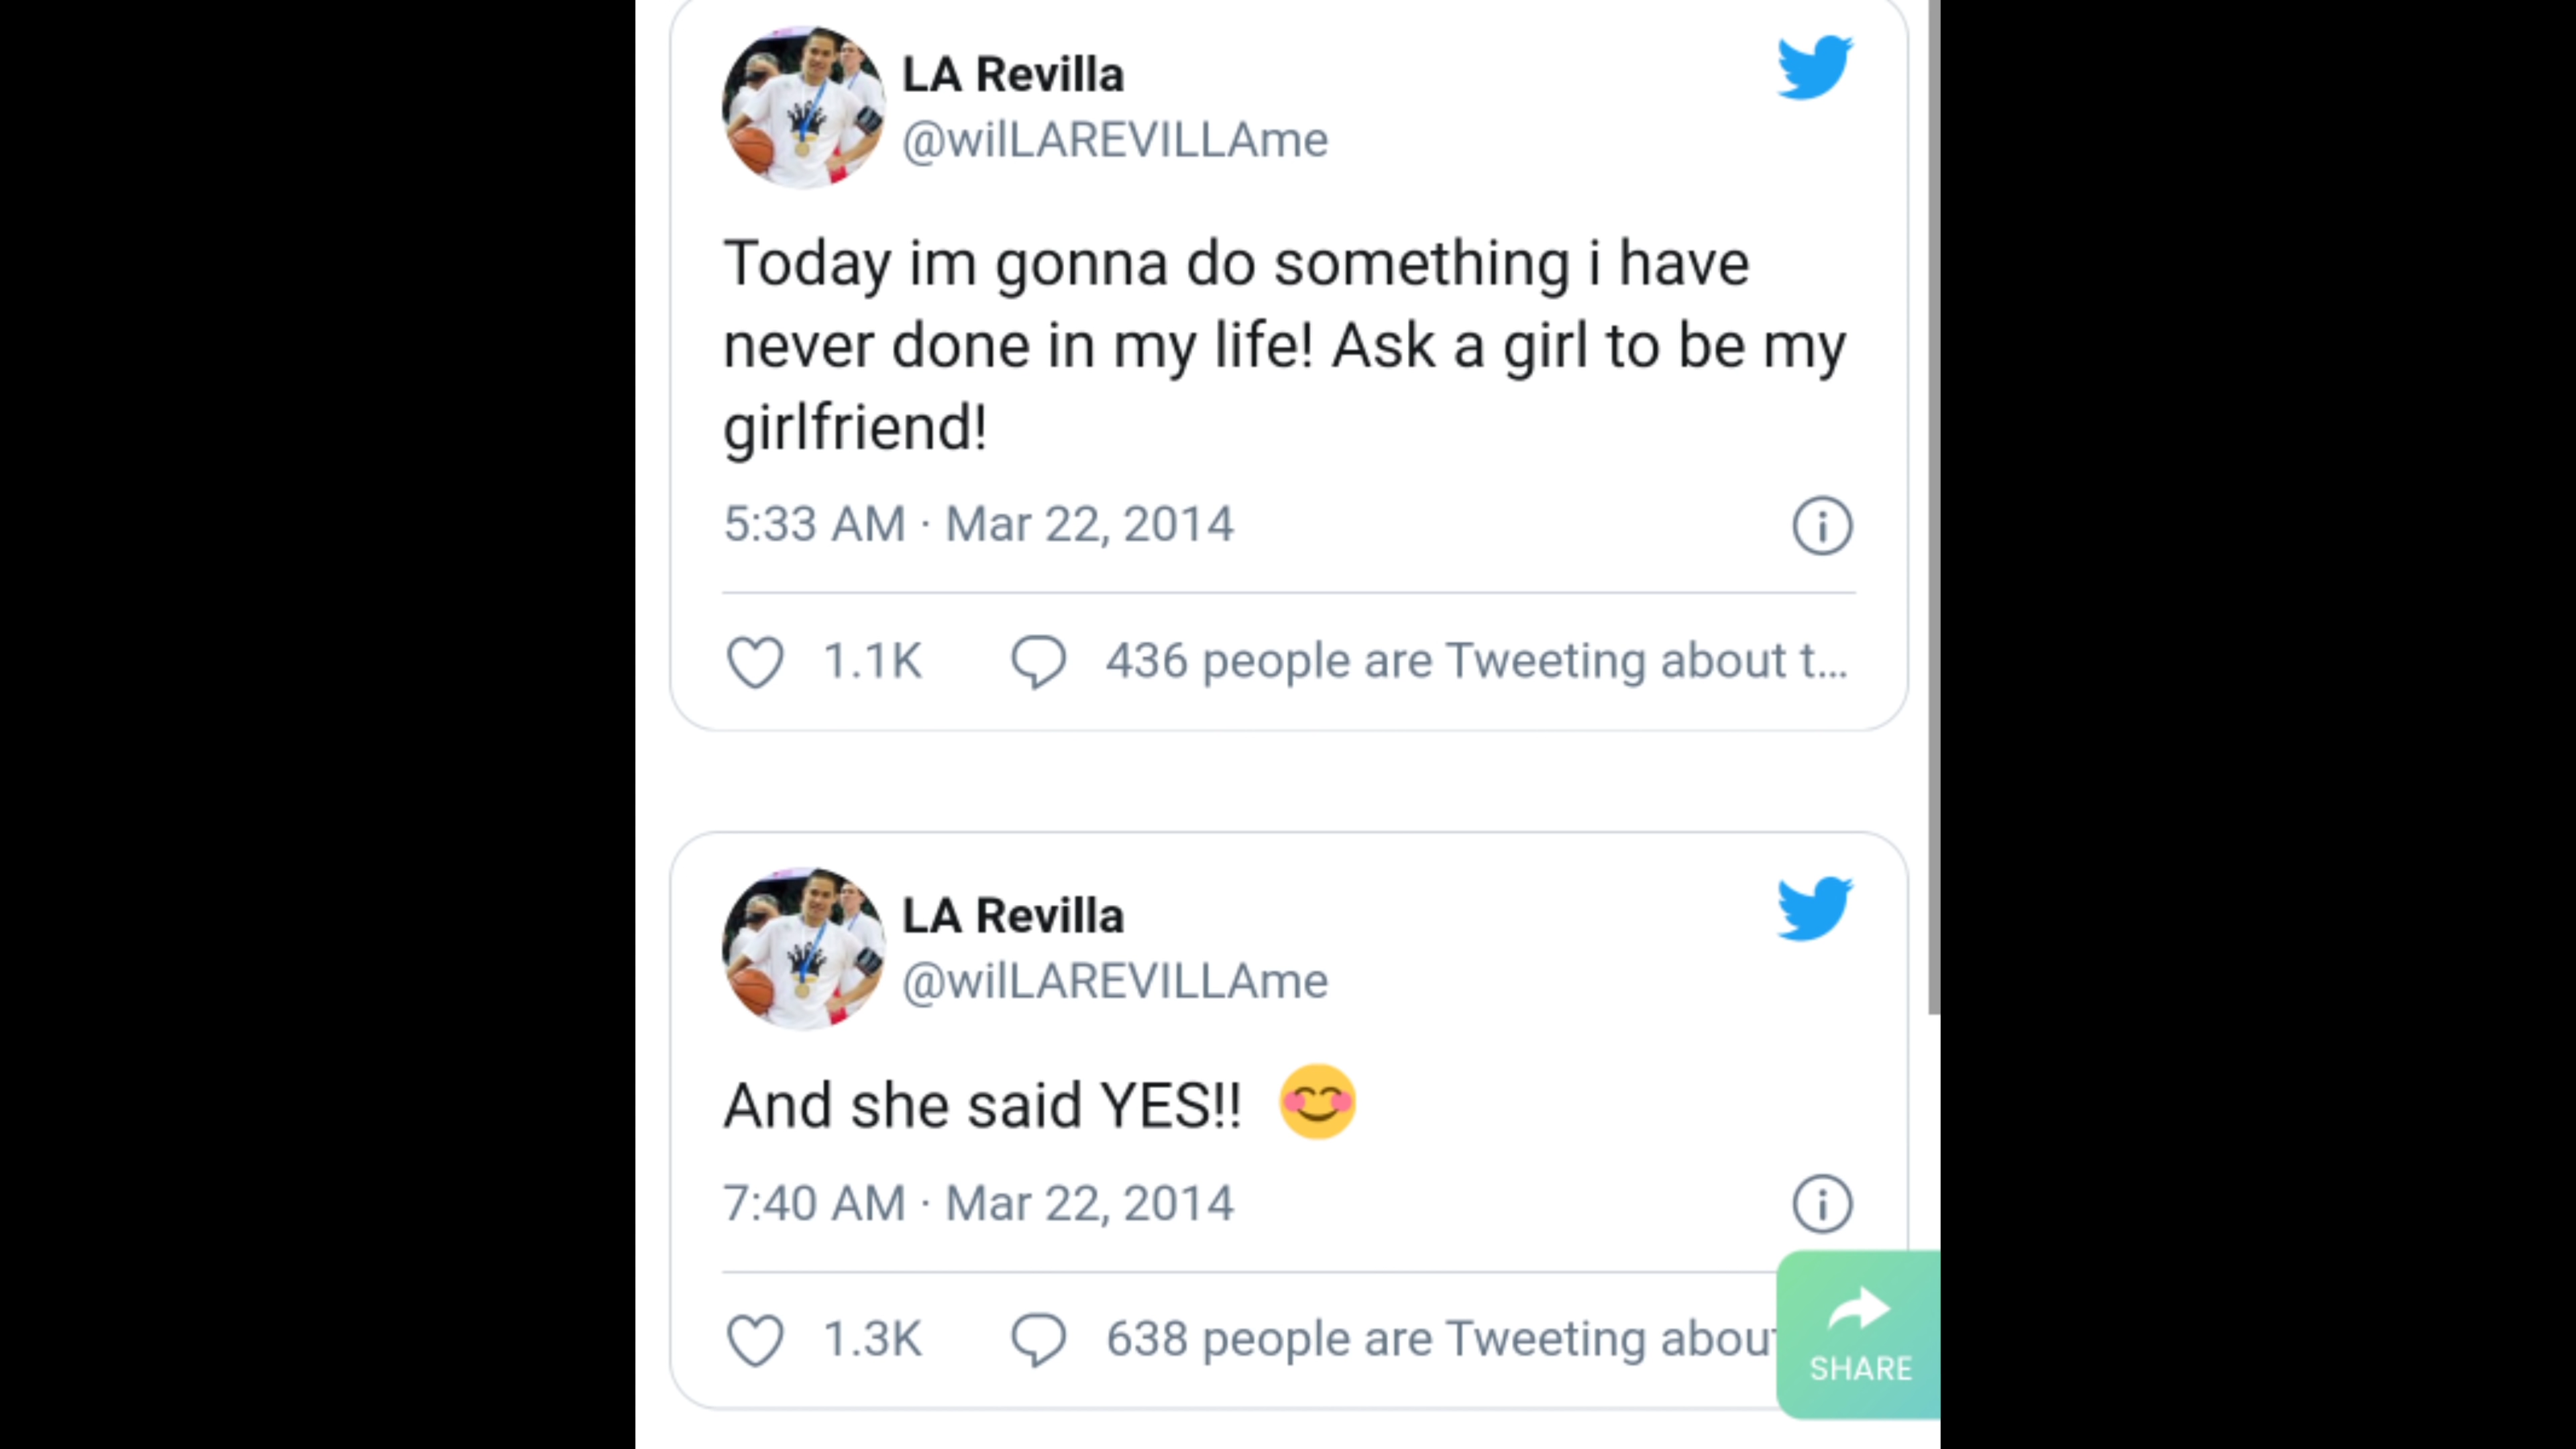 LA Revilla
@wilLAREVILLAme
Today im gonna do something i have
never done in my life! Ask a girl to be my
girlfriend!
5:33 AM · Mar 22, 2014
1.1K 436 people are Tweeting about t...
LA Revilla
@wilLAREVILLAme
And she said YES!! 😊
7:40 AM · Mar 22, 2014
1.3K 638 people are Tweeting about
SHARE